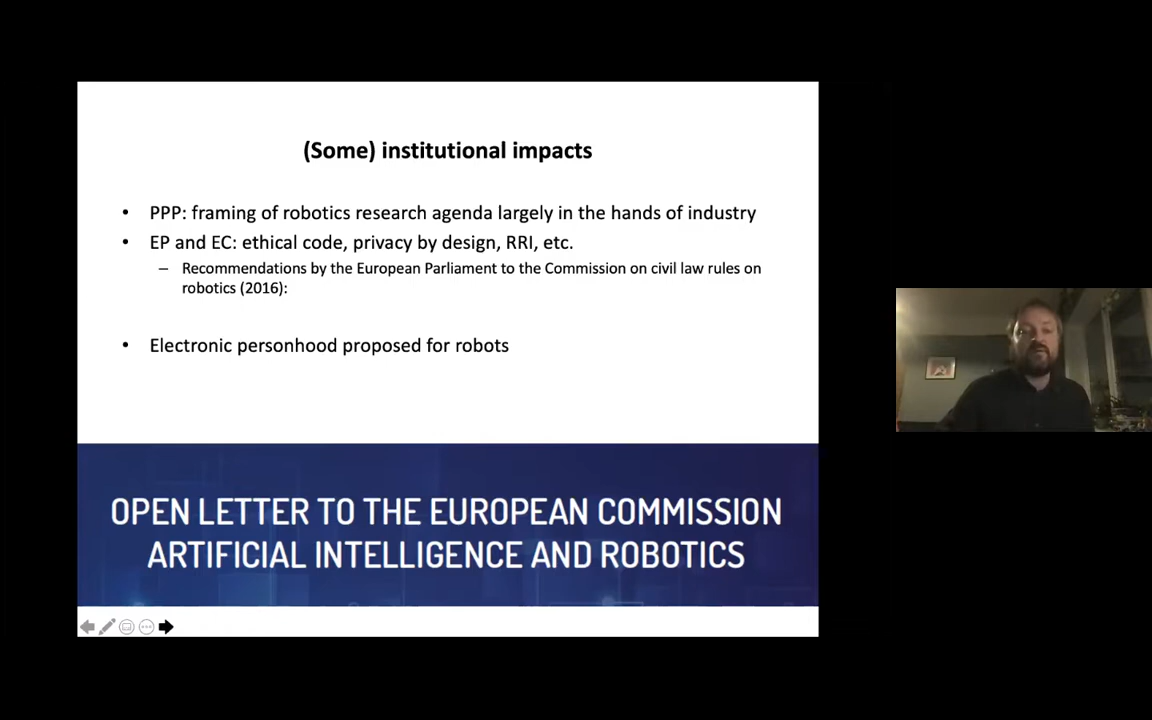 (Some) institutional impacts
• PPP: framing of robotics research agenda largely in the hands of industry
• EP and EC: ethical code, privacy by design, RRI, etc.
– Recommendations by the European Parliament to the Commission on civil law rules on
robotics (2016):
• Electronic personhood proposed for robots
OPEN LETTER TO THE EUROPEAN COMMISSION
ARTIFICIAL INTELLIGENCE AND ROBOTICS